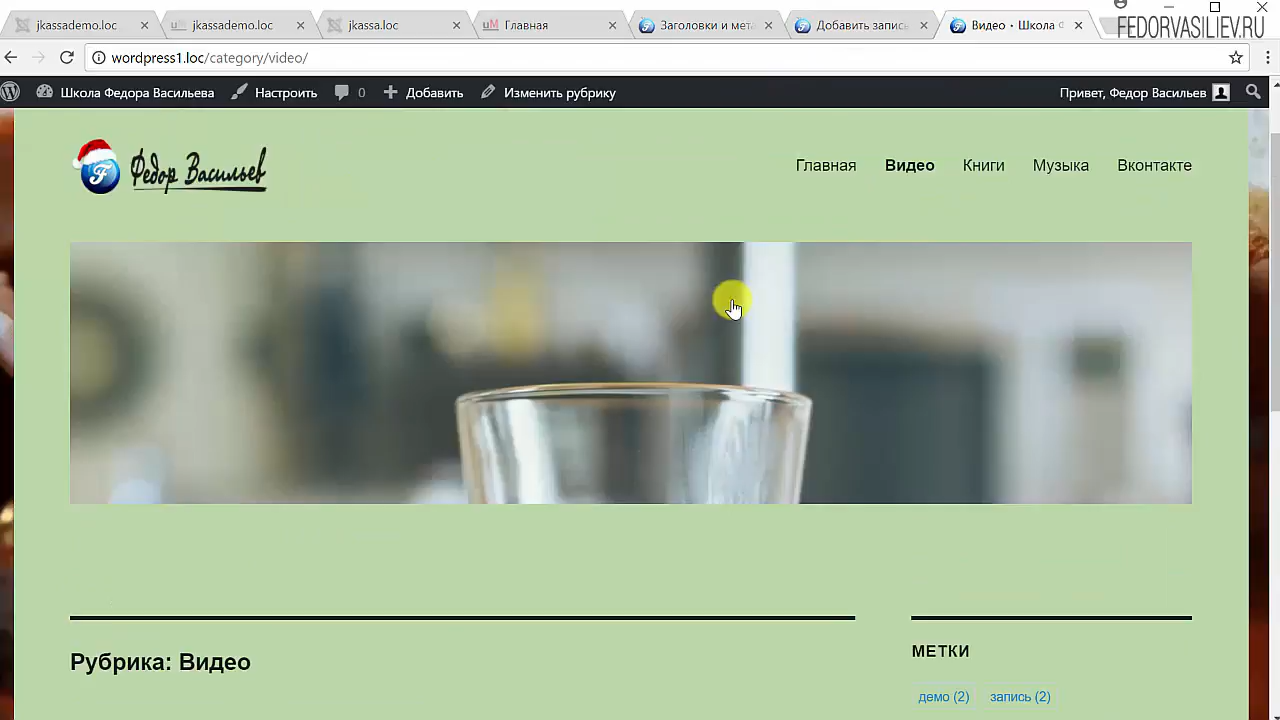 jkassademo.loc
jkassademo.loc
jkassa.loc
Главная
Заголовки и мета
Добавить запись
Видео • Школа Ф
FEDORVASILIEV.RU
wordpress1.loc/category/video/
Школа Федора Васильева
Настроить
0
Добавить
Изменить рубрику
Привет, Федор Васильев
Федор Васильев
Главная
Видео
Книги
Музыка
Вконтакте
Рубрика: Видео
МЕТКИ
демо (2)
запись (2)